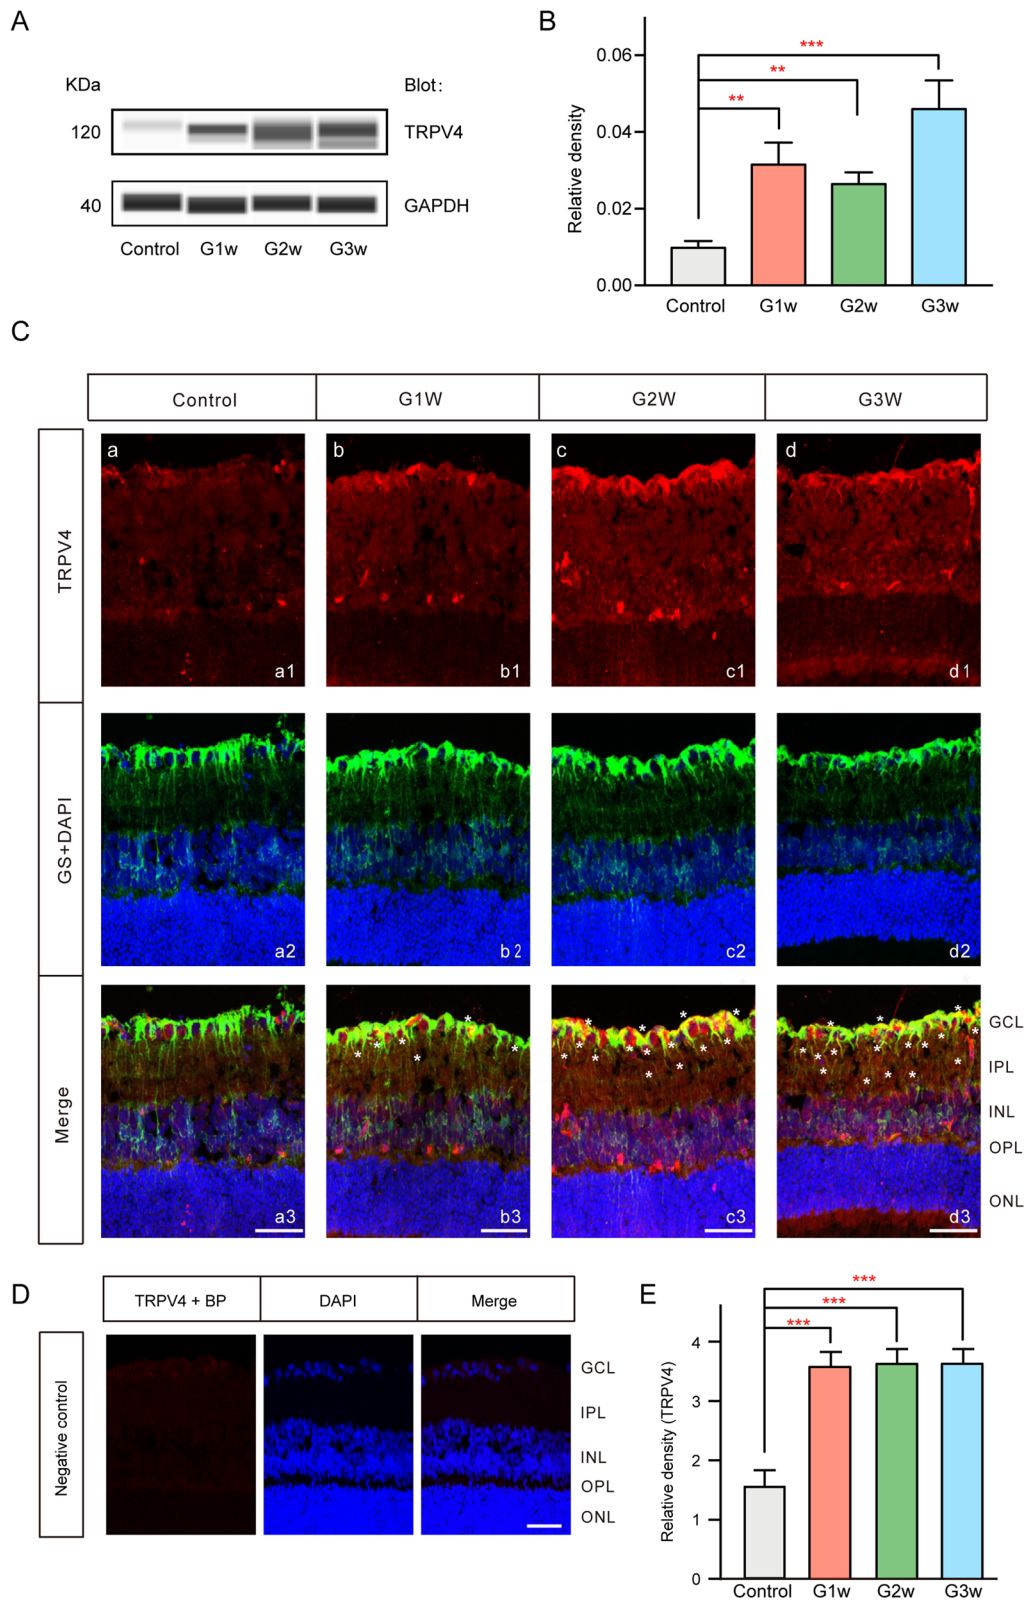 A
KDa
Blot:
120
TRPV4
40
GAPDH
Control G1w G2w G3w
B
Relative density
0.06
0.04
0.02
0.00
***
**
**
Control G1w G2w G3w
C
Control G1W G2W G3W
TRPV4
a b c d
a1 b1 c1 d1
GS+DAPI
a2 b2 c2 d2
Merge
* * * * * *
a3 b3 c3 d3
GCL
IPL
INL
OPL
ONL
D
TRPV4 + BP DAPI Merge
Negative control
GCL
IPL
INL
OPL
ONL
E
Relative density (TRPV4)
4
3
2
1
0
***
***
***
Control G1w G2w G3w